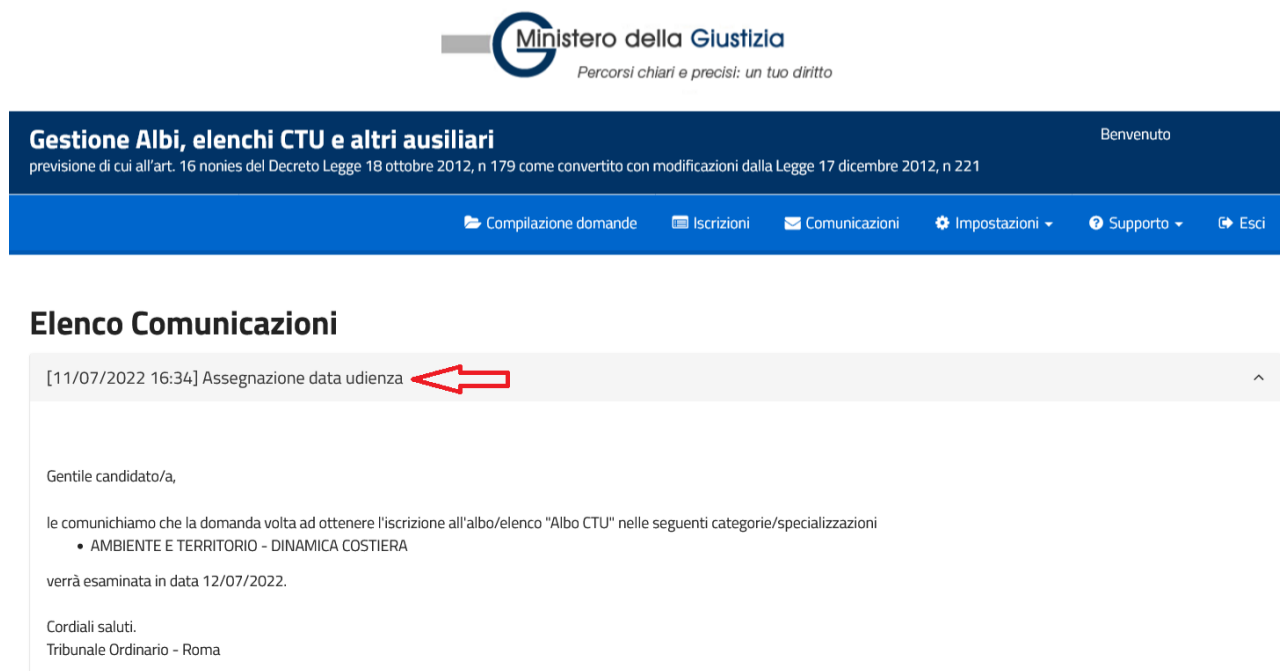 Ministero della Giustizia
Percorsi chiari e precisi: un tuo diritto
Gestione Albi, elenchi CTU e altri ausiliari
Benvenuto
previsione di cui all'art. 16 nonies del Decreto Legge 18 ottobre 2012, n 179 come convertito con modificazioni dalla Legge 17 dicembre 2012, n 221
Compilazione domande Iscrizioni Comunicazioni Impostazioni Supporto Esci
Elenco Comunicazioni
[11/07/2022 16:34] Assegnazione data udienza
Gentile candidato/a,
le comunichiamo che la domanda volta ad ottenere l'iscrizione all'albo/elenco "Albo CTU" nelle seguenti categorie/specializzazioni
• AMBIENTE E TERRITORIO - DINAMICA COSTIERA
verrà esaminata in data 12/07/2022.
Cordiali saluti.
Tribunale Ordinario - Roma